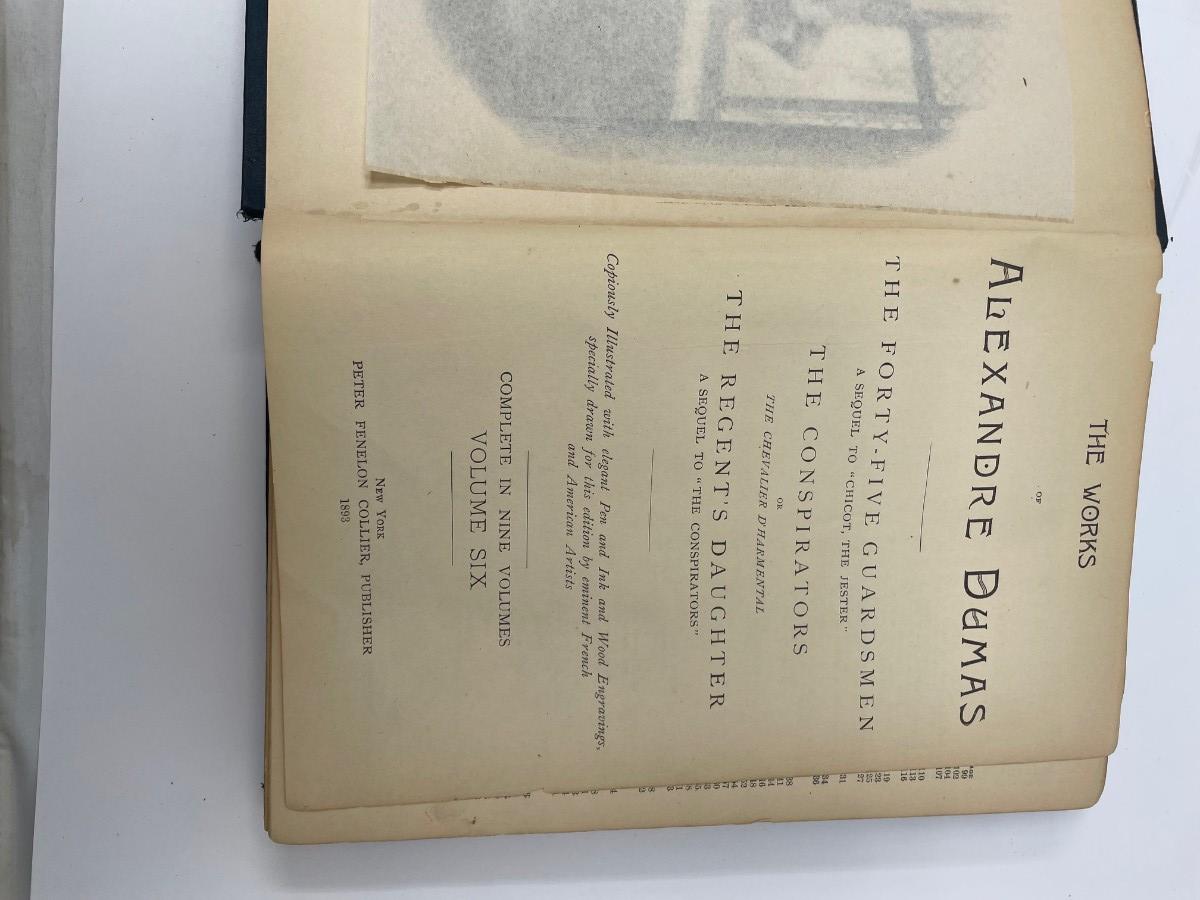 THE WORKS
OF
ALEXANDRE DUMAS
THE FORTY-FIVE GUARDSMEN
A SEQUEL TO "CHICOT, THE JESTER"
THE CONSPIRATORS
OR
THE CHEVALIER D'HARMENTAL
THE REGENT'S DAUGHTER
A SEQUEL TO "THE CONSPIRATORS"
Copiously Illustrated with elegant Pen and Ink and Wood Engravings,
specially drawn for this edition by eminent French
and American Artists
COMPLETE IN NINE VOLUMES
VOLUME SIX
NEW YORK
PETER FENELON COLLIER, PUBLISHER
1893